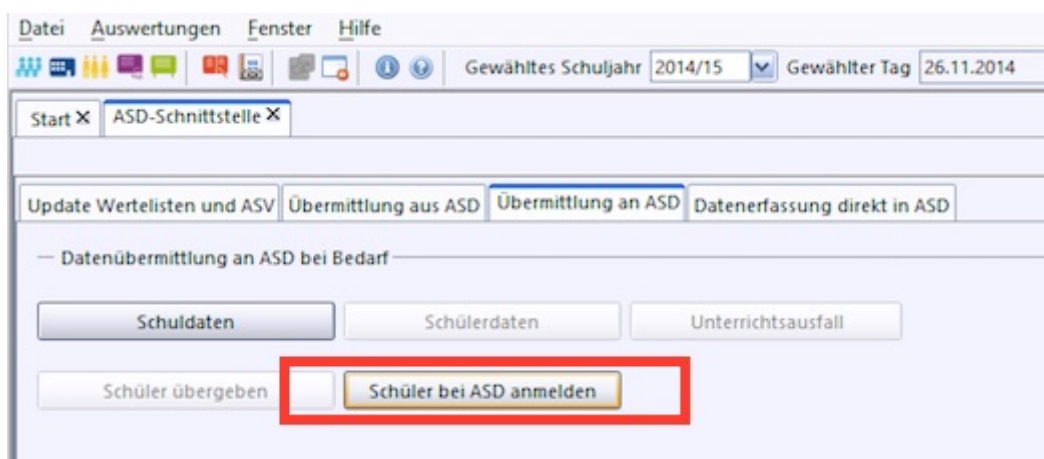 Datei Auswertungen Fenster Hilfe
Gewähltes Schuljahr 2014/15 Gewählter Tag 26.11.2014
Start ASD-Schnittstelle
Update Wertelisten und ASV Übermittlung aus ASD Übermittlung an ASD Datenerfassung direkt in ASD
Datenübermittlung an ASD bei Bedarf
Schuldaten Schülerdaten Unterrichtsausfall
Schüler übergeben Schüler bei ASD anmelden